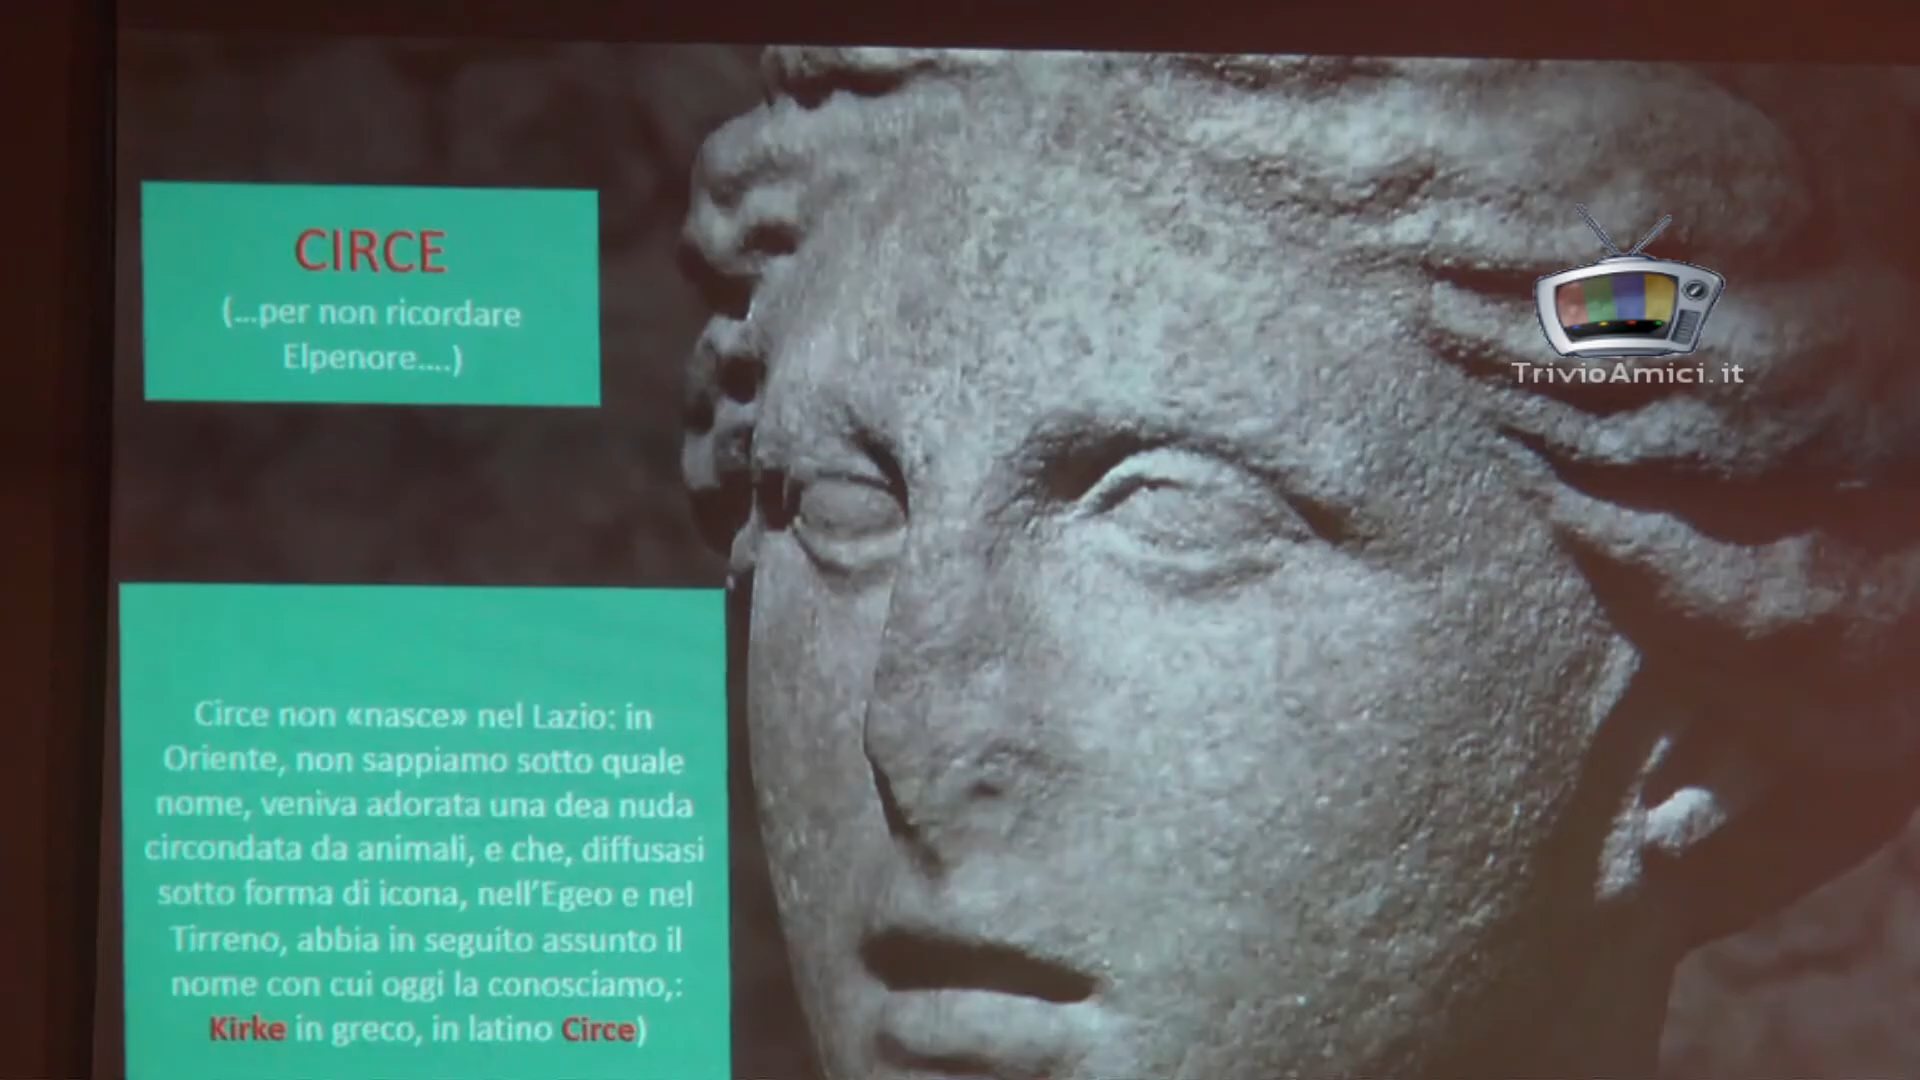 CIRCE
(...per non ricordare
Elpenore....)
TrivioAmici.it
Circe non «nasce» nel Lazio: in
Oriente, non sappiamo sotto quale
nome, veniva adorata una dea nuda
circondata da animali, e che, diffusasi
sotto forma di icona, nell'Egeo e nel
Tirreno, abbia in seguito assunto il
nome con cui oggi la conosciamo,:
Kirke in greco, in latino Circe)